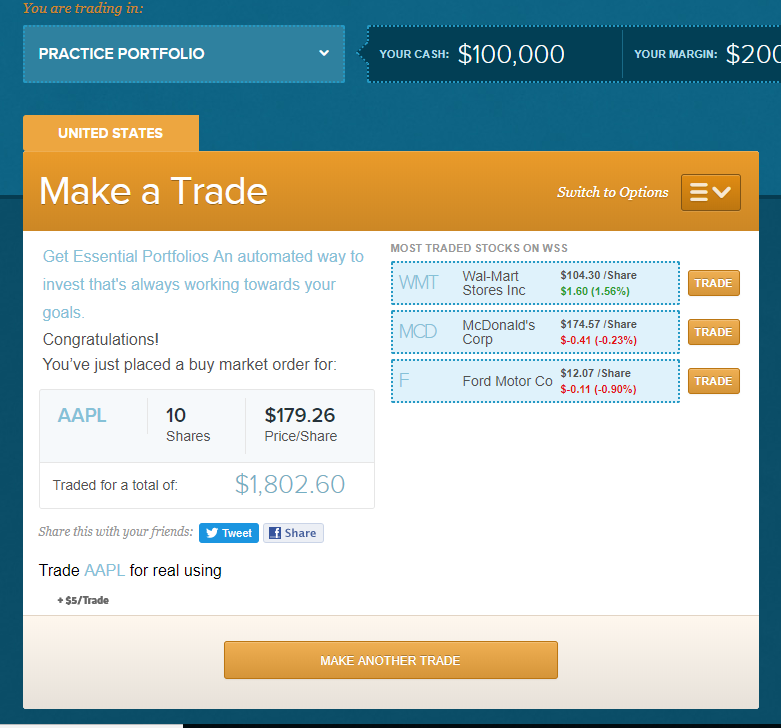 You are trading in:
PRACTICE PORTFOLIO
YOUR CASH: $100,000
YOUR MARGIN: $200
UNITED STATES
Make a Trade
Switch to Options
Get Essential Portfolios An automated way to
invest that's always working towards your
goals.
Congratulations!
You've just placed a buy market order for:
AAPL 10 $179.26
Shares Price/Share
Traded for a total of: $1,802.60
Share this with your friends: Tweet Share
Trade AAPL for real using
+ $5/Trade
MOST TRADED STOCKS ON WSS
WMT Wal-Mart Stores Inc $104.30 /Share
$1.60 (1.56%)
TRADE
MCD McDonald's Corp $174.57 /Share
$-0.41 (-0.23%)
TRADE
F Ford Motor Co $12.07 /Share
$-0.11 (-0.90%)
TRADE
MAKE ANOTHER TRADE